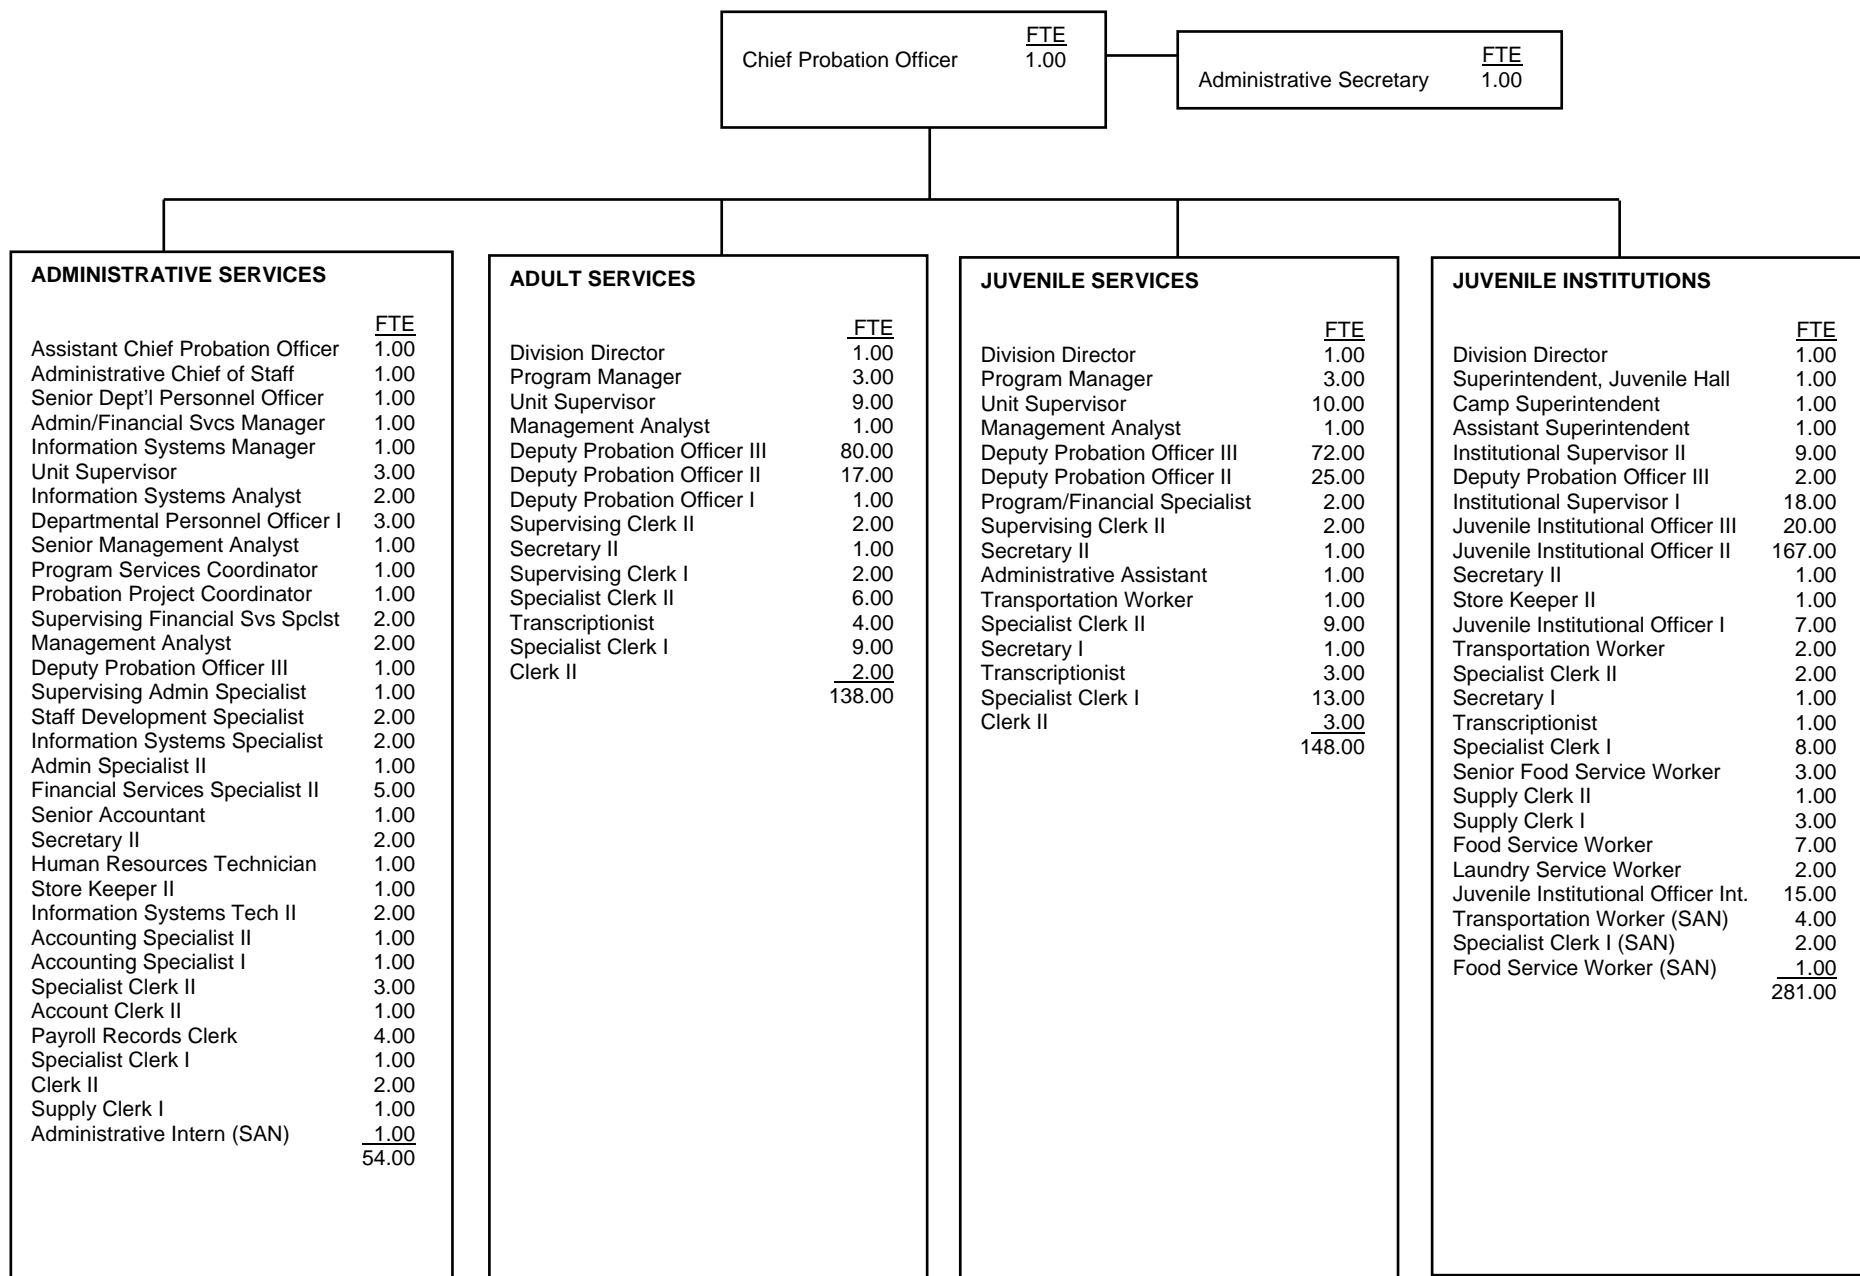 FTE
Chief Probation Officer 1.00
FTE
Administrative Secretary 1.00
ADMINISTRATIVE SERVICES
FTE
Assistant Chief Probation Officer 1.00
Administrative Chief of Staff 1.00
Senior Dept'l Personnel Officer 1.00
Admin/Financial Svcs Manager 1.00
Information Systems Manager 1.00
Unit Supervisor 3.00
Information Systems Analyst 2.00
Departmental Personnel Officer I 3.00
Senior Management Analyst 1.00
Program Services Coordinator 1.00
Probation Project Coordinator 1.00
Supervising Financial Svs Spclst 2.00
Management Analyst 2.00
Deputy Probation Officer III 1.00
Supervising Admin Specialist 1.00
Staff Development Specialist 2.00
Information Systems Specialist 2.00
Admin Specialist II 1.00
Financial Services Specialist II 5.00
Senior Accountant 1.00
Secretary II 2.00
Human Resources Technician 1.00
Store Keeper II 1.00
Information Systems Tech II 2.00
Accounting Specialist II 1.00
Accounting Specialist I 1.00
Specialist Clerk II 3.00
Account Clerk II 1.00
Payroll Records Clerk 4.00
Specialist Clerk I 1.00
Clerk II 2.00
Supply Clerk I 1.00
Administrative Intern (SAN) 1.00
54.00
ADULT SERVICES
FTE
Division Director 1.00
Program Manager 3.00
Unit Supervisor 9.00
Management Analyst 1.00
Deputy Probation Officer III 80.00
Deputy Probation Officer II 17.00
Deputy Probation Officer I 1.00
Supervising Clerk II 2.00
Secretary II 1.00
Supervising Clerk I 2.00
Specialist Clerk II 6.00
Transcriptionist 4.00
Specialist Clerk I 9.00
Clerk II 2.00
138.00
JUVENILE SERVICES
FTE
Division Director 1.00
Program Manager 3.00
Unit Supervisor 10.00
Management Analyst 1.00
Deputy Probation Officer III 72.00
Deputy Probation Officer II 25.00
Program/Financial Specialist 2.00
Supervising Clerk II 2.00
Secretary II 1.00
Administrative Assistant 1.00
Transportation Worker 1.00
Specialist Clerk II 9.00
Secretary I 1.00
Transcriptionist 3.00
Specialist Clerk I 13.00
Clerk II 3.00
148.00
JUVENILE INSTITUTIONS
FTE
Division Director 1.00
Superintendent, Juvenile Hall 1.00
Camp Superintendent 1.00
Assistant Superintendent 1.00
Institutional Supervisor II 9.00
Deputy Probation Officer III 2.00
Institutional Supervisor I 18.00
Juvenile Institutional Officer III 20.00
Juvenile Institutional Officer II 167.00
Secretary II 1.00
Store Keeper II 1.00
Juvenile Institutional Officer I 7.00
Transportation Worker 2.00
Specialist Clerk II 2.00
Secretary I 1.00
Transcriptionist 1.00
Specialist Clerk I 8.00
Senior Food Service Worker 3.00
Supply Clerk II 1.00
Supply Clerk I 3.00
Food Service Worker 7.00
Laundry Service Worker 2.00
Juvenile Institutional Officer Int. 15.00
Transportation Worker (SAN) 4.00
Specialist Clerk I (SAN) 2.00
Food Service Worker (SAN) 1.00
281.00